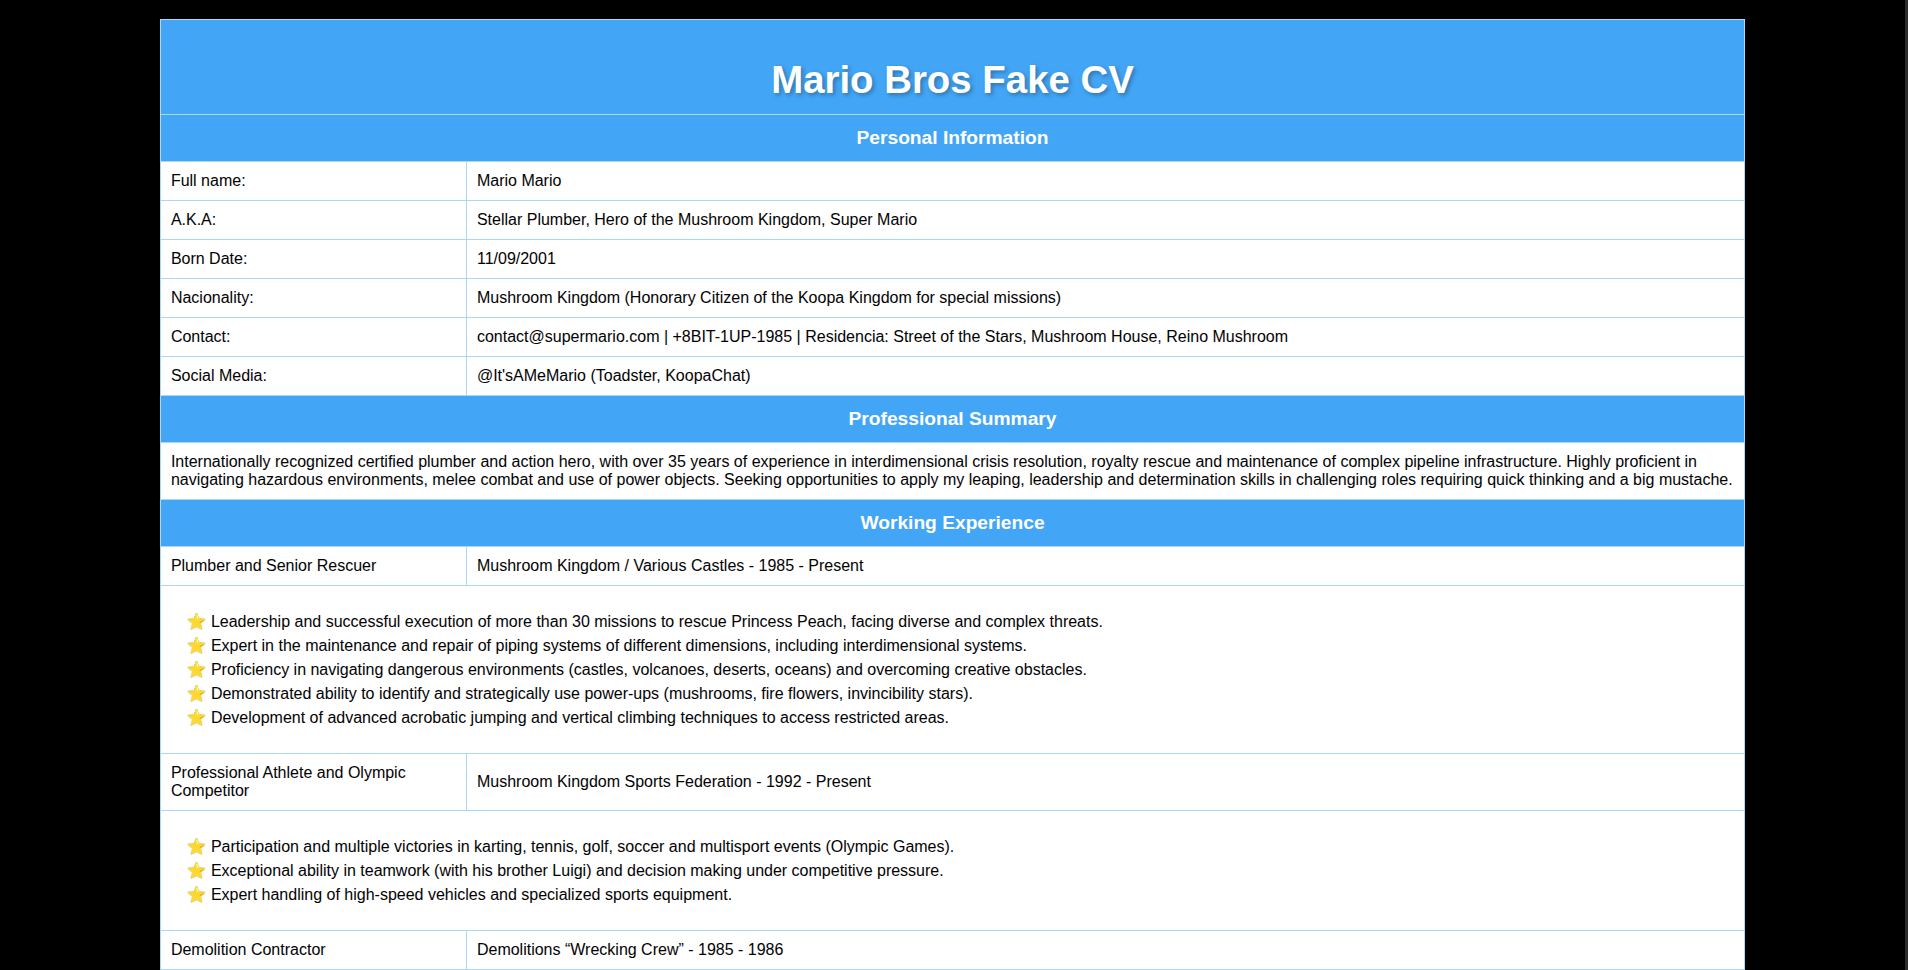 Mario Bros Fake CV
Personal Information
Full name:
Mario Mario
A.K.A:
Stellar Plumber, Hero of the Mushroom Kingdom, Super Mario
Born Date:
11/09/2001
Nacionality:
Mushroom Kingdom (Honorary Citizen of the Koopa Kingdom for special missions)
Contact:
contact@supermario.com | +8BIT-1UP-1985 | Residencia: Street of the Stars, Mushroom House, Reino Mushroom
Social Media:
@It'sAMeMario (Toadster, KoopaChat)
Professional Summary
Internationally recognized certified plumber and action hero, with over 35 years of experience in interdimensional crisis resolution, royalty rescue and maintenance of complex pipeline infrastructure. Highly proficient in
navigating hazardous environments, melee combat and use of power objects. Seeking opportunities to apply my leaping, leadership and determination skills in challenging roles requiring quick thinking and a big mustache.
Working Experience
Plumber and Senior Rescuer
Mushroom Kingdom / Various Castles - 1985 - Present
⭐ Leadership and successful execution of more than 30 missions to rescue Princess Peach, facing diverse and complex threats.
⭐ Expert in the maintenance and repair of piping systems of different dimensions, including interdimensional systems.
⭐ Proficiency in navigating dangerous environments (castles, volcanoes, deserts, oceans) and overcoming creative obstacles.
⭐ Demonstrated ability to identify and strategically use power-ups (mushrooms, fire flowers, invincibility stars).
⭐ Development of advanced acrobatic jumping and vertical climbing techniques to access restricted areas.
Professional Athlete and Olympic
Competitor
Mushroom Kingdom Sports Federation - 1992 - Present
⭐ Participation and multiple victories in karting, tennis, golf, soccer and multisport events (Olympic Games).
⭐ Exceptional ability in teamwork (with his brother Luigi) and decision making under competitive pressure.
⭐ Expert handling of high-speed vehicles and specialized sports equipment.
Demolition Contractor
Demolitions “Wrecking Crew” - 1985 - 1986